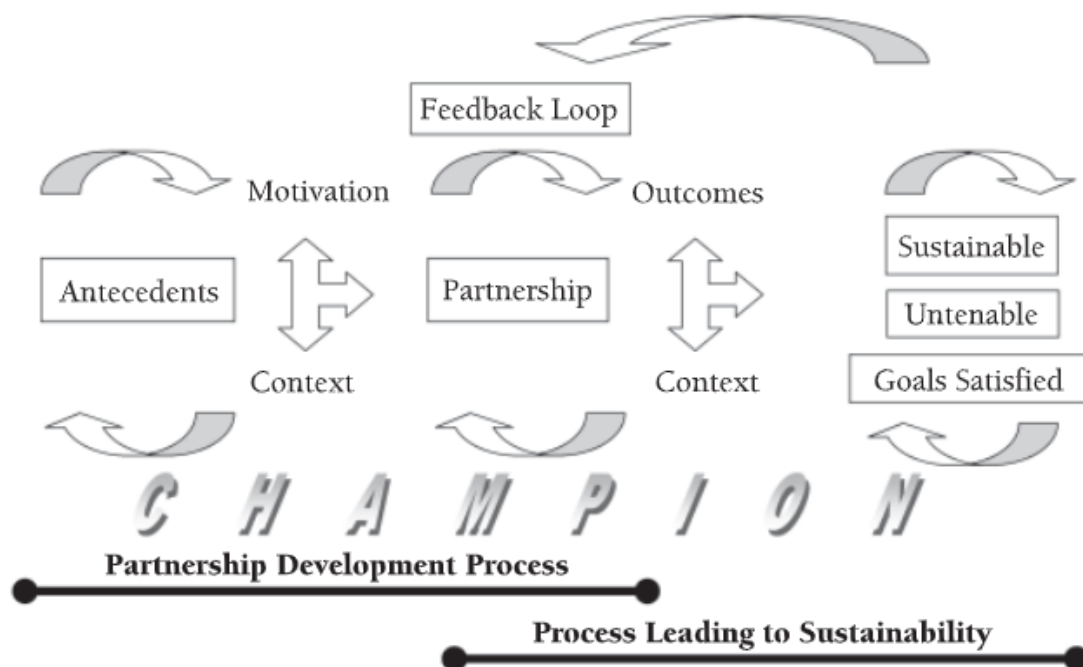 Feedback Loop
Motivation
Outcomes
Antecedents
Partnership
Sustainable
Untenable
Goals Satisfied
Context
Context
CHAMPION
Partnership Development Process
Process Leading to Sustainability